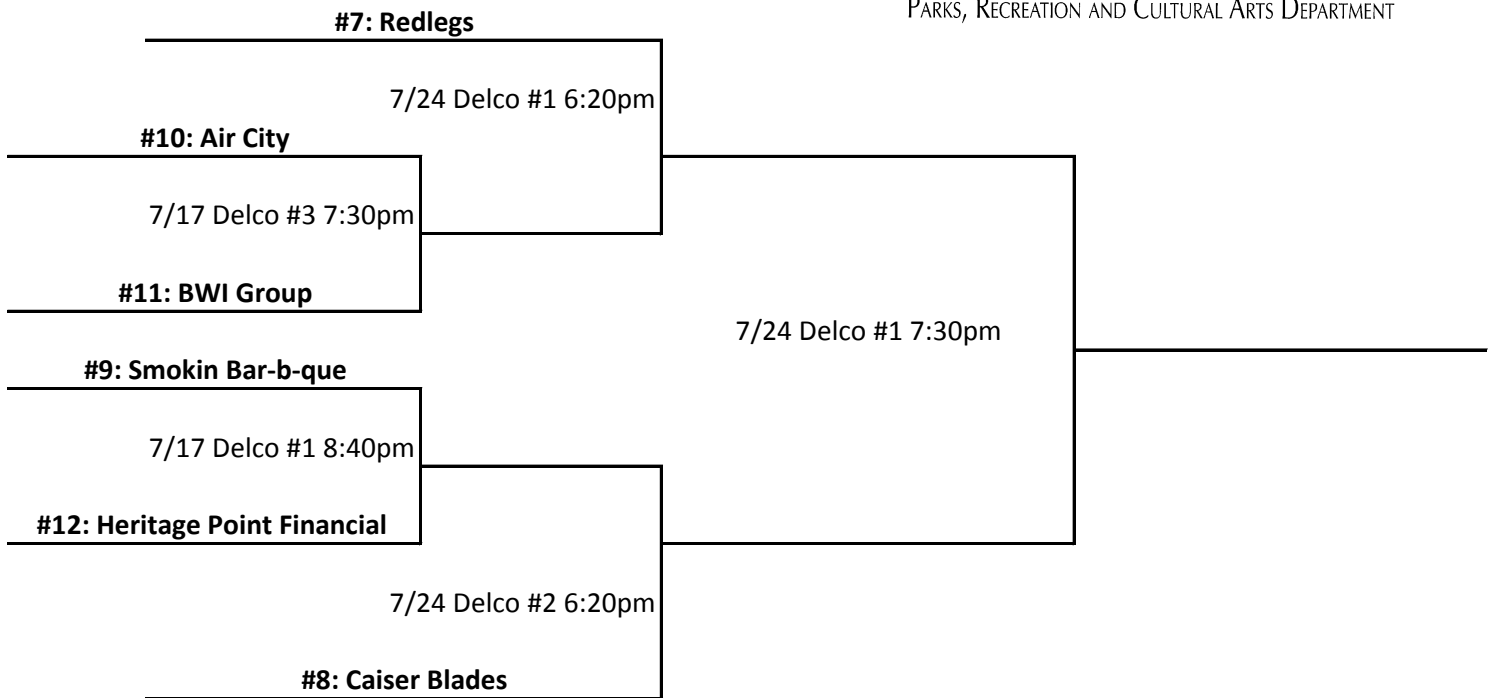 PARKS, RECREATION AND CULTURAL ARTS DEPARTMENT
#7: Redlegs
7/24 Delco #1 6:20pm
#10: Air City
7/17 Delco #3 7:30pm
#11: BWI Group
7/24 Delco #1 7:30pm
#9: Smokin Bar-b-que
7/17 Delco #1 8:40pm
#12: Heritage Point Financial
7/24 Delco #2 6:20pm
#8: Caiser Blades